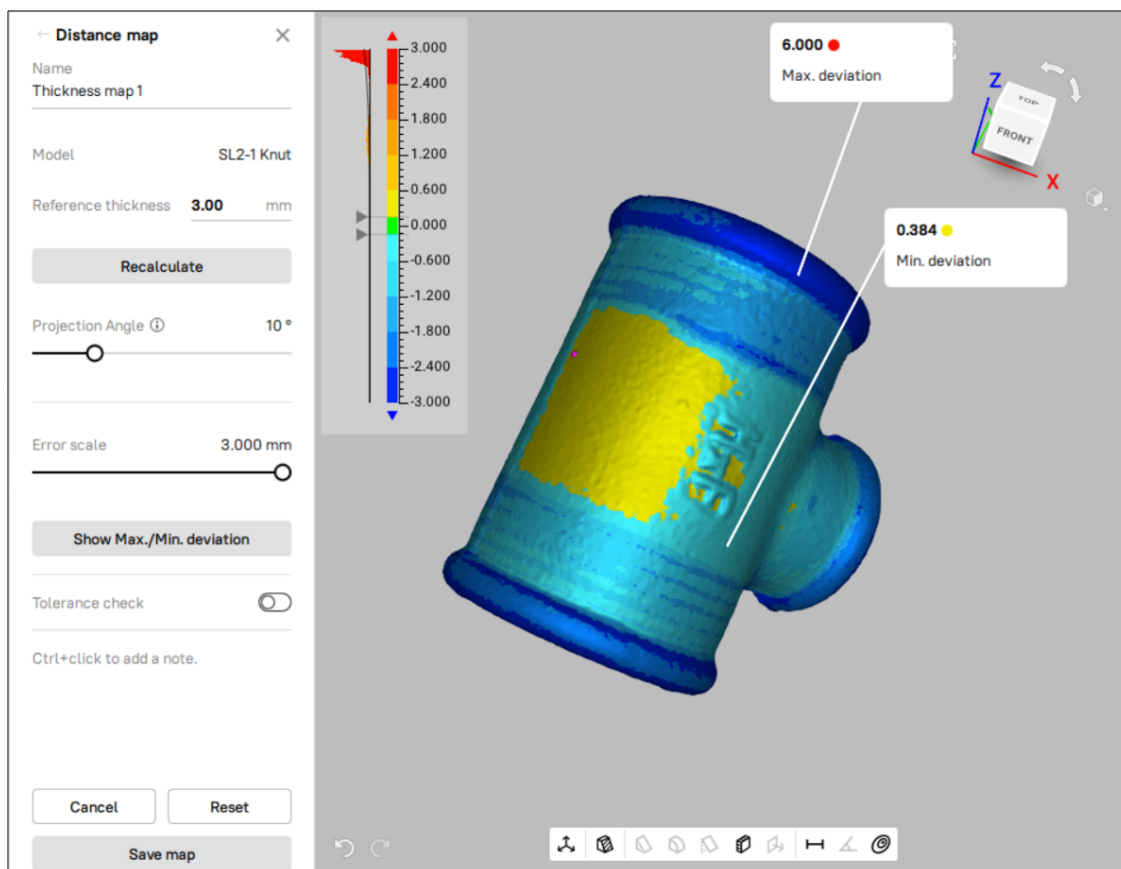 Distance map
Name
Thickness map 1
Model SL2-1 Knut
Reference thickness 3.00 mm
Recalculate
Projection Angle 10 °
Error scale 3.000 mm
Show Max./Min. deviation
Tolerance check
Ctrl+click to add a note.
Cancel Reset
Save map
3.000
2.400
1.800
1.200
0.600
0.000
-0.600
-1.200
-1.800
-2.400
-3.000
6.000
Max. deviation
0.384
Min. deviation
Z
TOP
FRONT
X